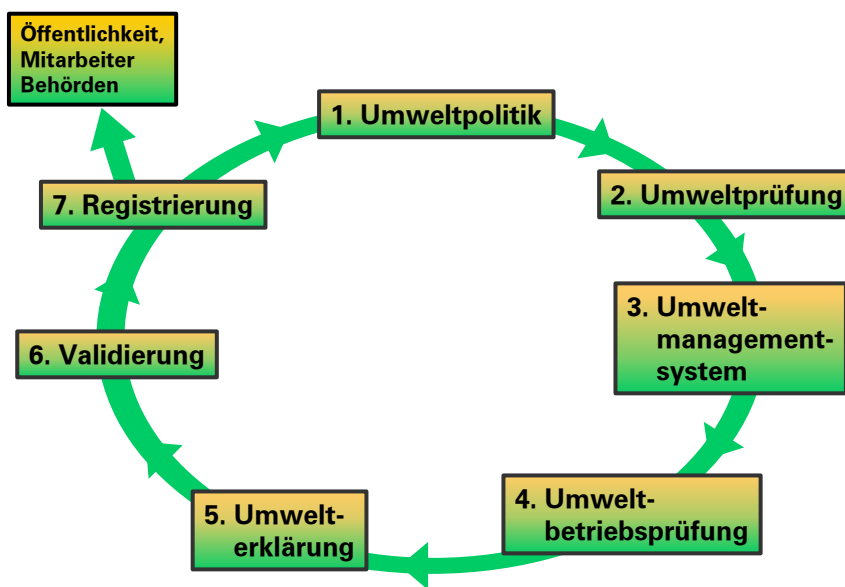 Öffentlichkeit,
Mitarbeiter
Behörden
1. Umweltpolitik
2. Umweltprüfung
3. Umwelt-
management-
system
4. Umwelt-
betriebsprüfung
5. Umwelt-
erklärung
6. Validierung
7. Registrierung